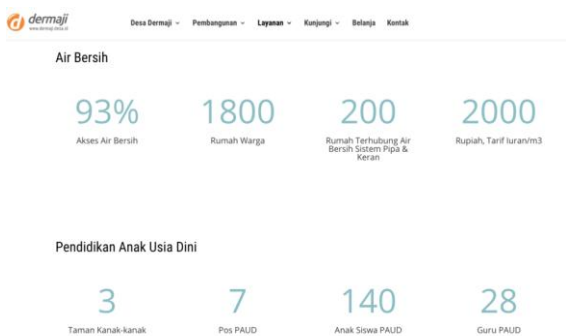 dermaji
www.dermaji.desa.id
Desa Dermaji Pembangunan Layanan Kunjungi Belanja Kontak
Air Bersih
93% 1800 200 2000
Akses Air Bersih Rumah Warga Rumah Terhubung Air Rupiah, Tarif Iuran/m3
Bersih Sistem Pipa &
Keran
Pendidikan Anak Usia Dini
3 7 140 28
Taman Kanak-kanak Pos PAUD Anak Siswa PAUD Guru PAUD